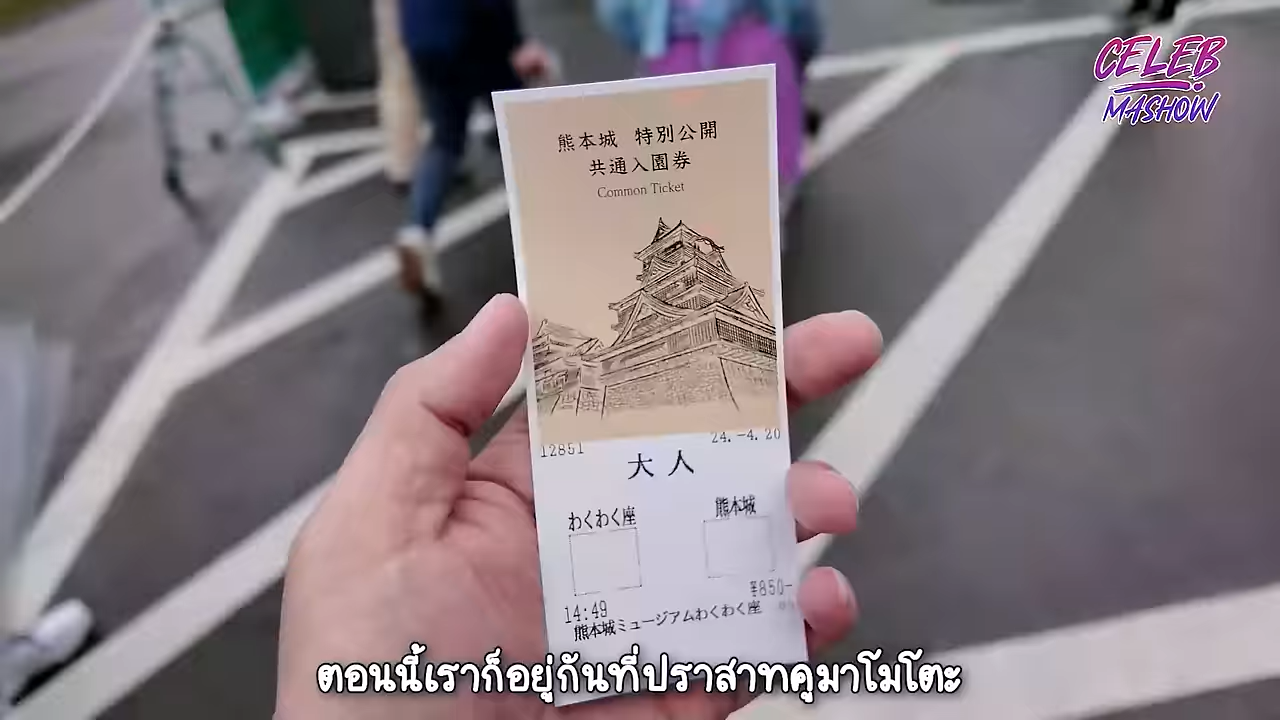 CELEB
MASHOW
熊本城 特別公開
共通入園券
Common Ticket
12851 24.-4.20
大人
わくわく座 熊本城
¥850-
14:49
熊本城ミュージアムわくわく座
ตอนนี้เราก็อยู่กันที่ปราสาทคูมาโมโตะ